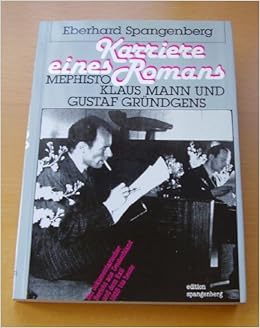 Eberhard Spangenberg
Karriere
eines Romans
MEPHISTO
KLAUS MANN UND
GUSTAF GRÜNDGENS
edition
spangenberg